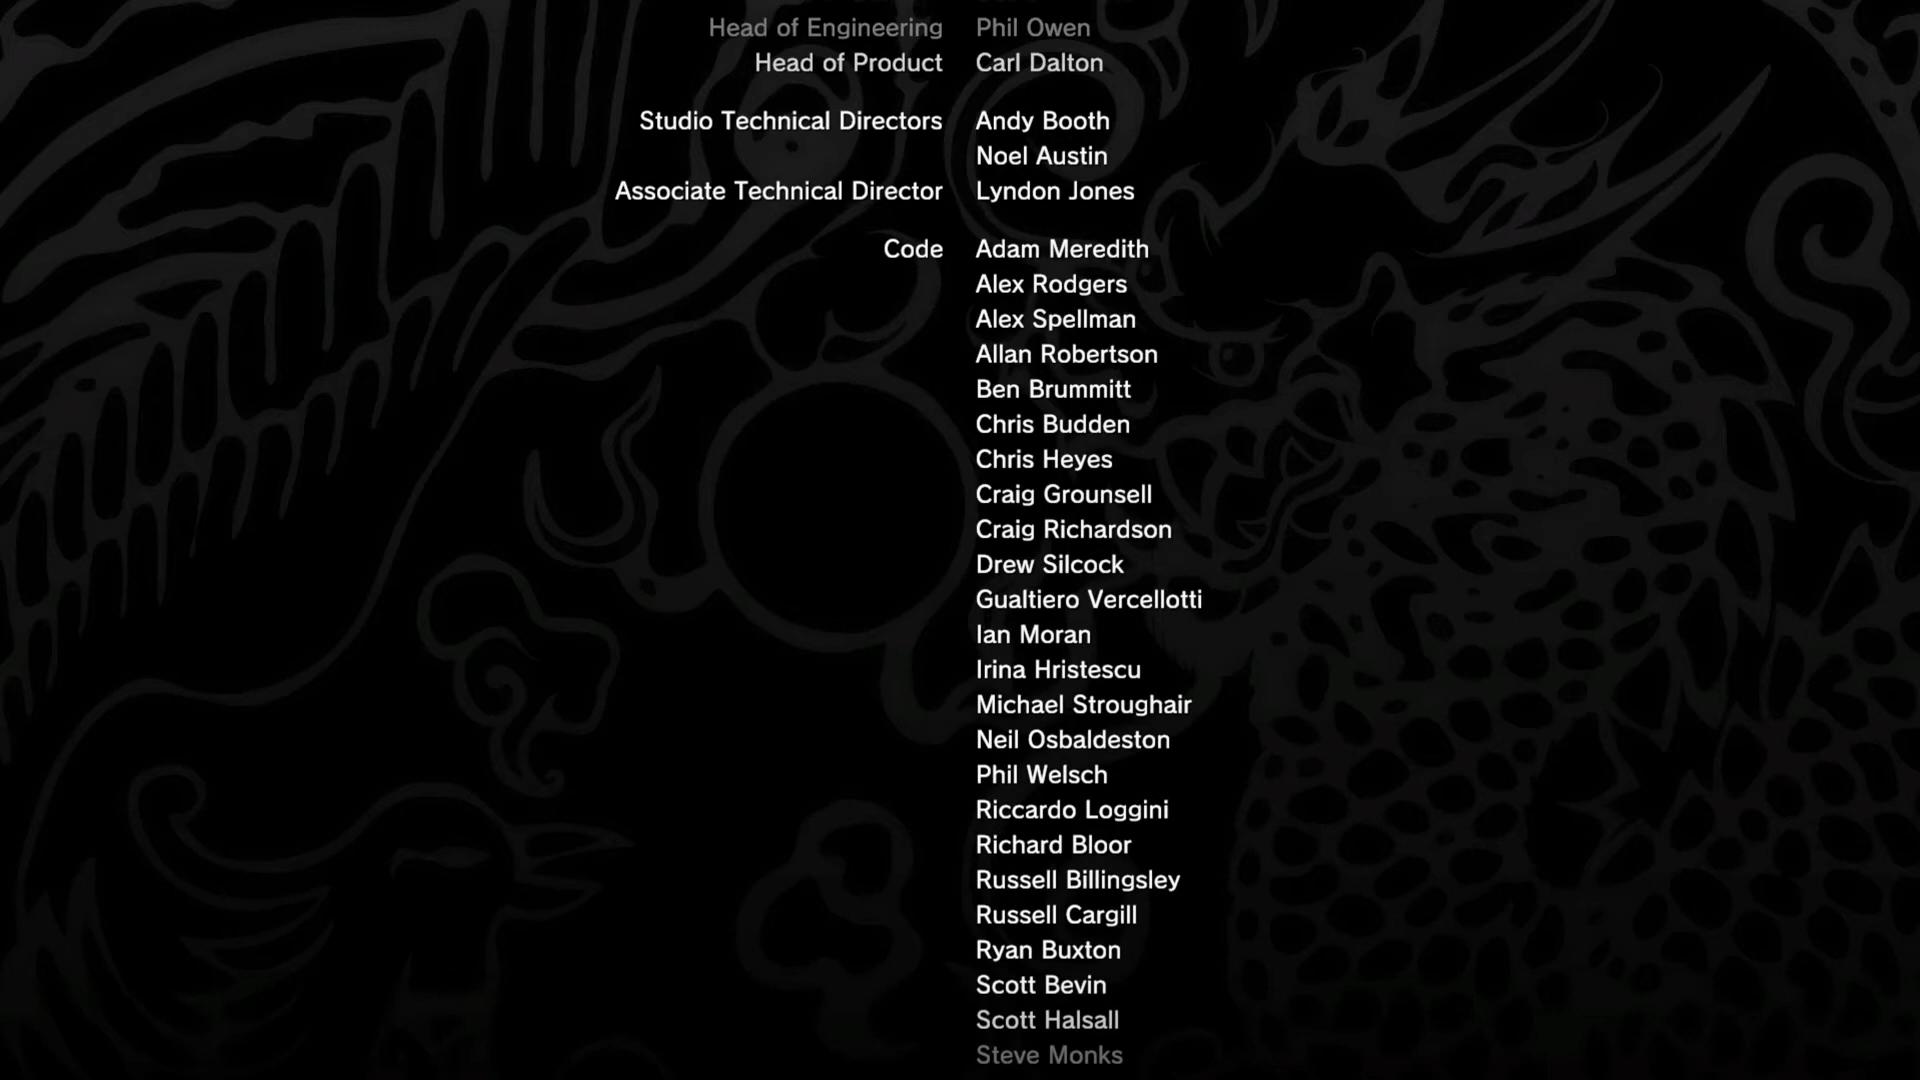 Head of Engineering Phil Owen
Head of Product Carl Dalton
Studio Technical Directors Andy Booth
Noel Austin
Associate Technical Director Lyndon Jones
Code Adam Meredith
Alex Rodgers
Alex Spellman
Allan Robertson
Ben Brummitt
Chris Budden
Chris Heyes
Craig Grounsell
Craig Richardson
Drew Silcock
Gualtiero Vercellotti
Ian Moran
Irina Hristescu
Michael Stroughair
Neil Osbaldeston
Phil Welsch
Riccardo Loggini
Richard Bloor
Russell Billingsley
Russell Cargill
Ryan Buxton
Scott Bevin
Scott Halsall
Steve Monks